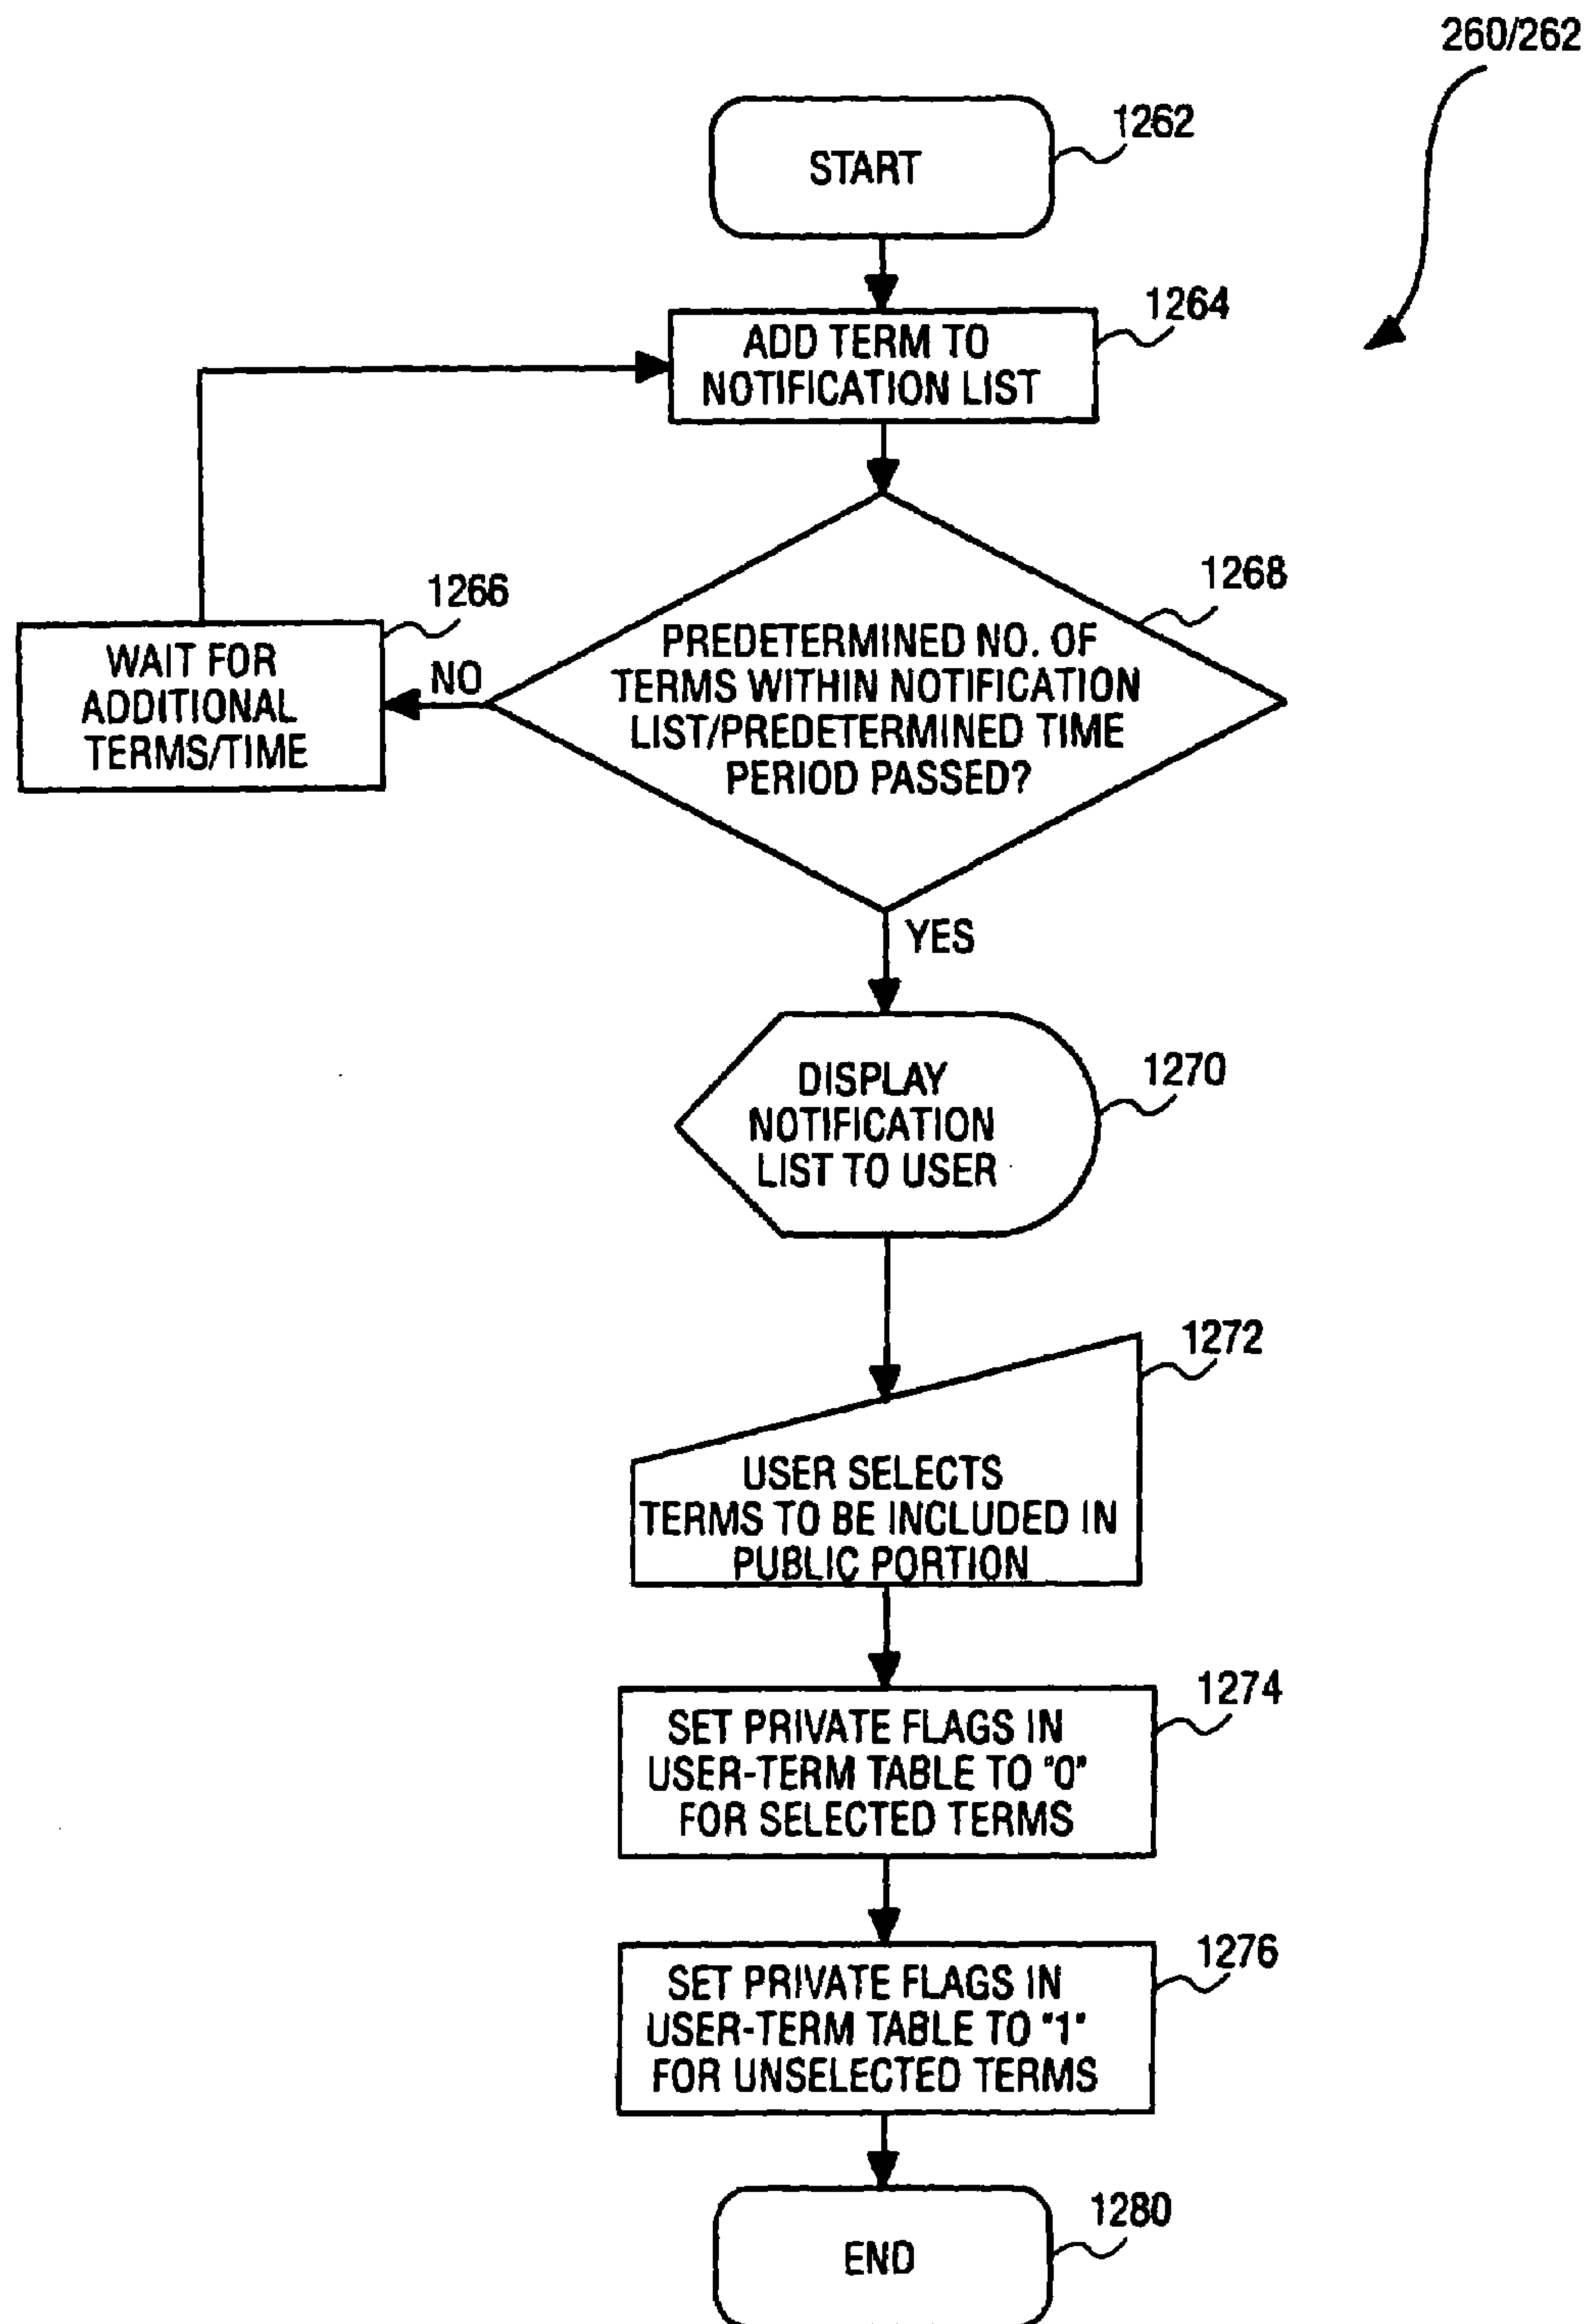 260/262
1262
START
1264
ADD TERM TO
NOTIFICATION LIST
1266
WAIT FOR
ADDITIONAL
TERMS/TIME
NO
1268
PREDETERMINED NO. OF
TERMS WITHIN NOTIFICATION
LIST/PREDETERMINED TIME
PERIOD PASSED?
YES
1270
DISPLAY
NOTIFICATION
LIST TO USER
1272
USER SELECTS
TERMS TO BE INCLUDED IN
PUBLIC PORTION
1274
SET PRIVATE FLAGS IN
USER-TERM TABLE TO "0"
FOR SELECTED TERMS
1276
SET PRIVATE FLAGS IN
USER-TERM TABLE TO "1"
FOR UNSELECTED TERMS
1280
END